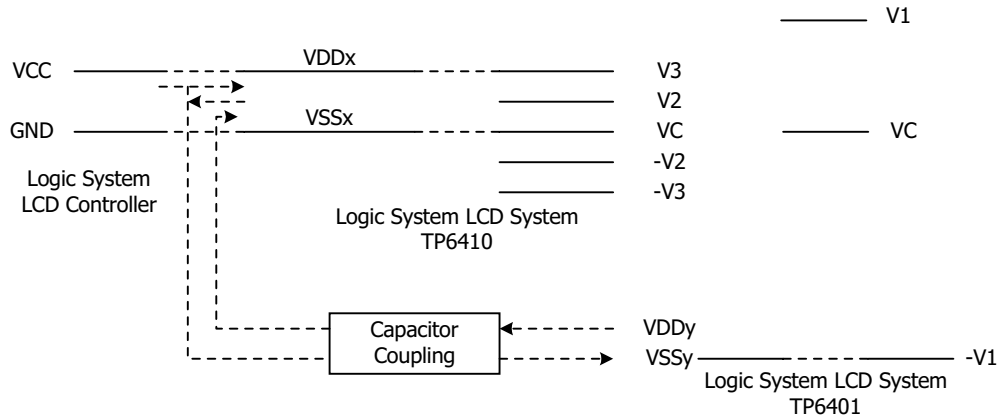 V1
VCC
VDDx
V3
V2
GND
VSSx
VC
VC
-V2
-V3
Logic System
LCD Controller
Logic System LCD System
TP6410
Capacitor
Coupling
VDDy
VSSy
-V1
Logic System LCD System
TP6401